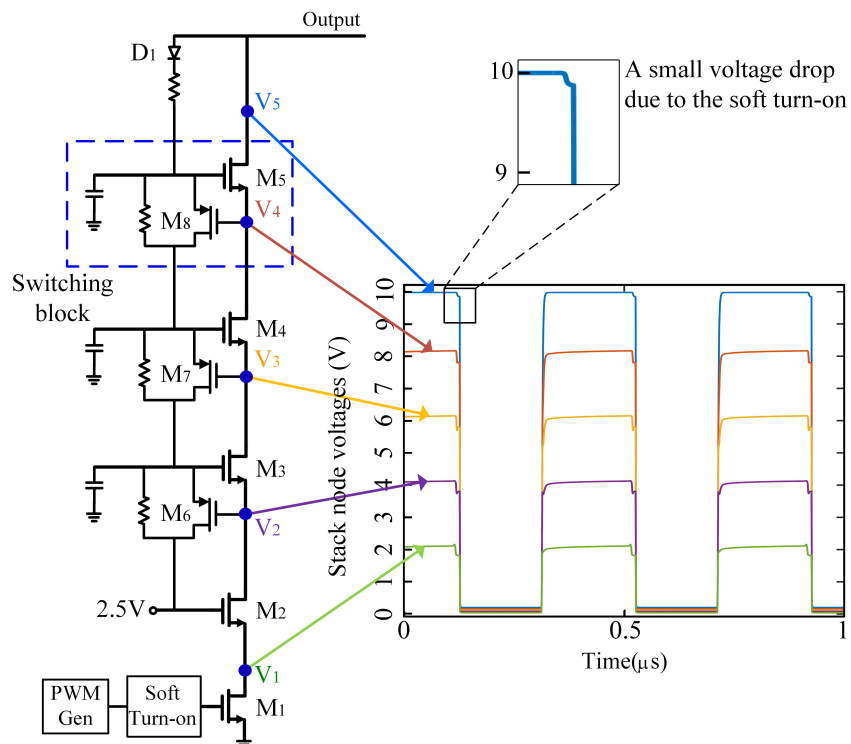 Output
D1
V5
M5
M8
V4
Switching
block
M4
M7
V3
M3
M6
V2
2.5V
M2
V1
PWM
Gen
Soft
Turn-on
M1
10
9
A small voltage drop
due to the soft turn-on
Stack node voltages (V)
10
9
8
7
6
5
4
3
2
1
0
0
0.5
1
Time(μs)